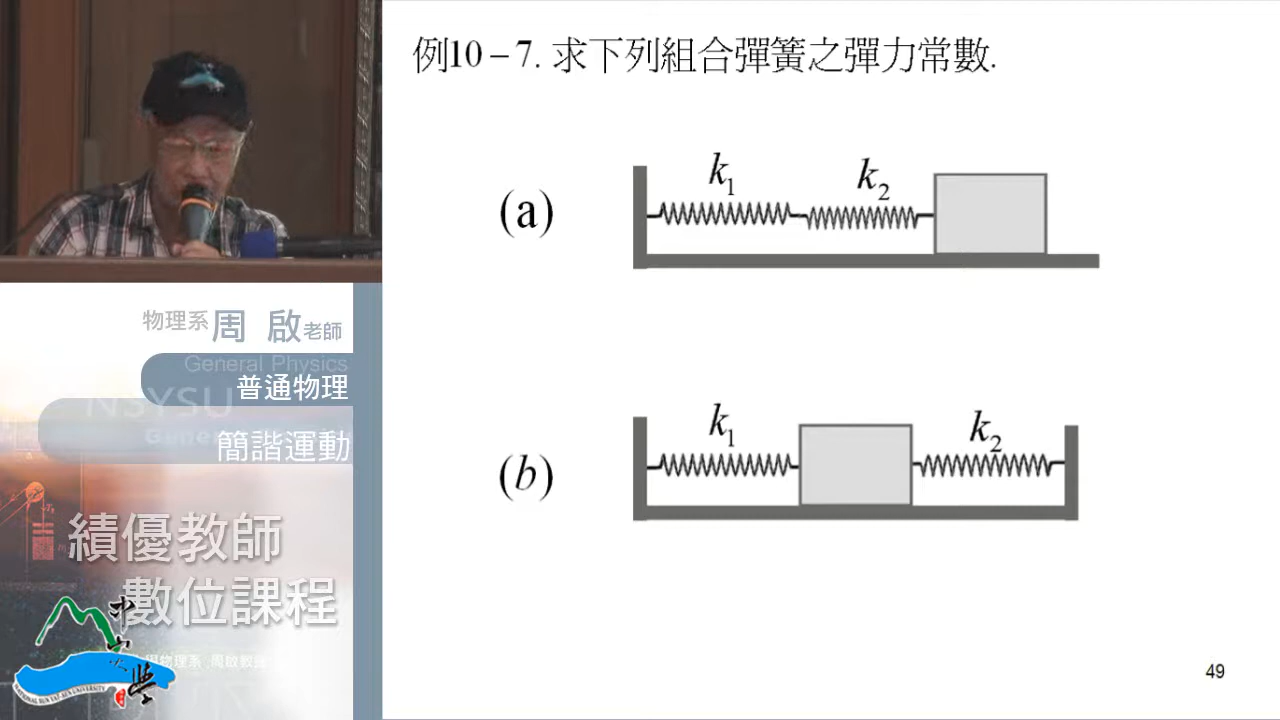 例10－7. 求下列組合彈簧之彈力常數.
(a)
k1
k2
(b)
k1
k2
49
物理系周 啟老師
General Physics
普通物理
NSYSU
簡諧運動
績優教師
數位課程